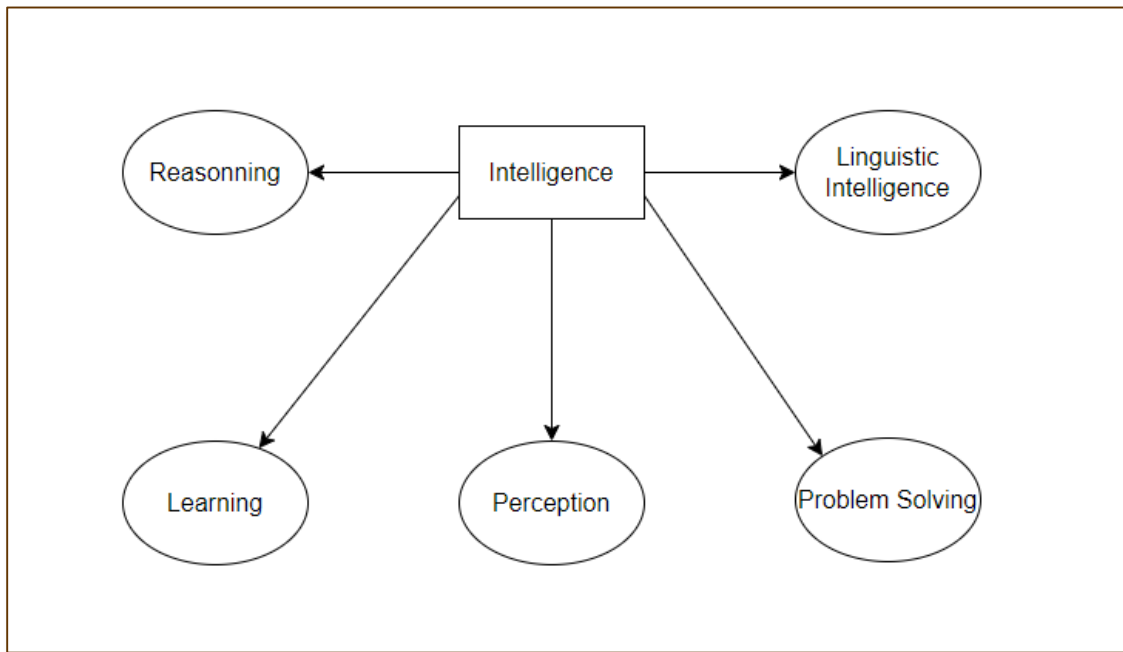 Reasonning
Intelligence
Linguistic
Intelligence
Learning
Perception
Problem Solving